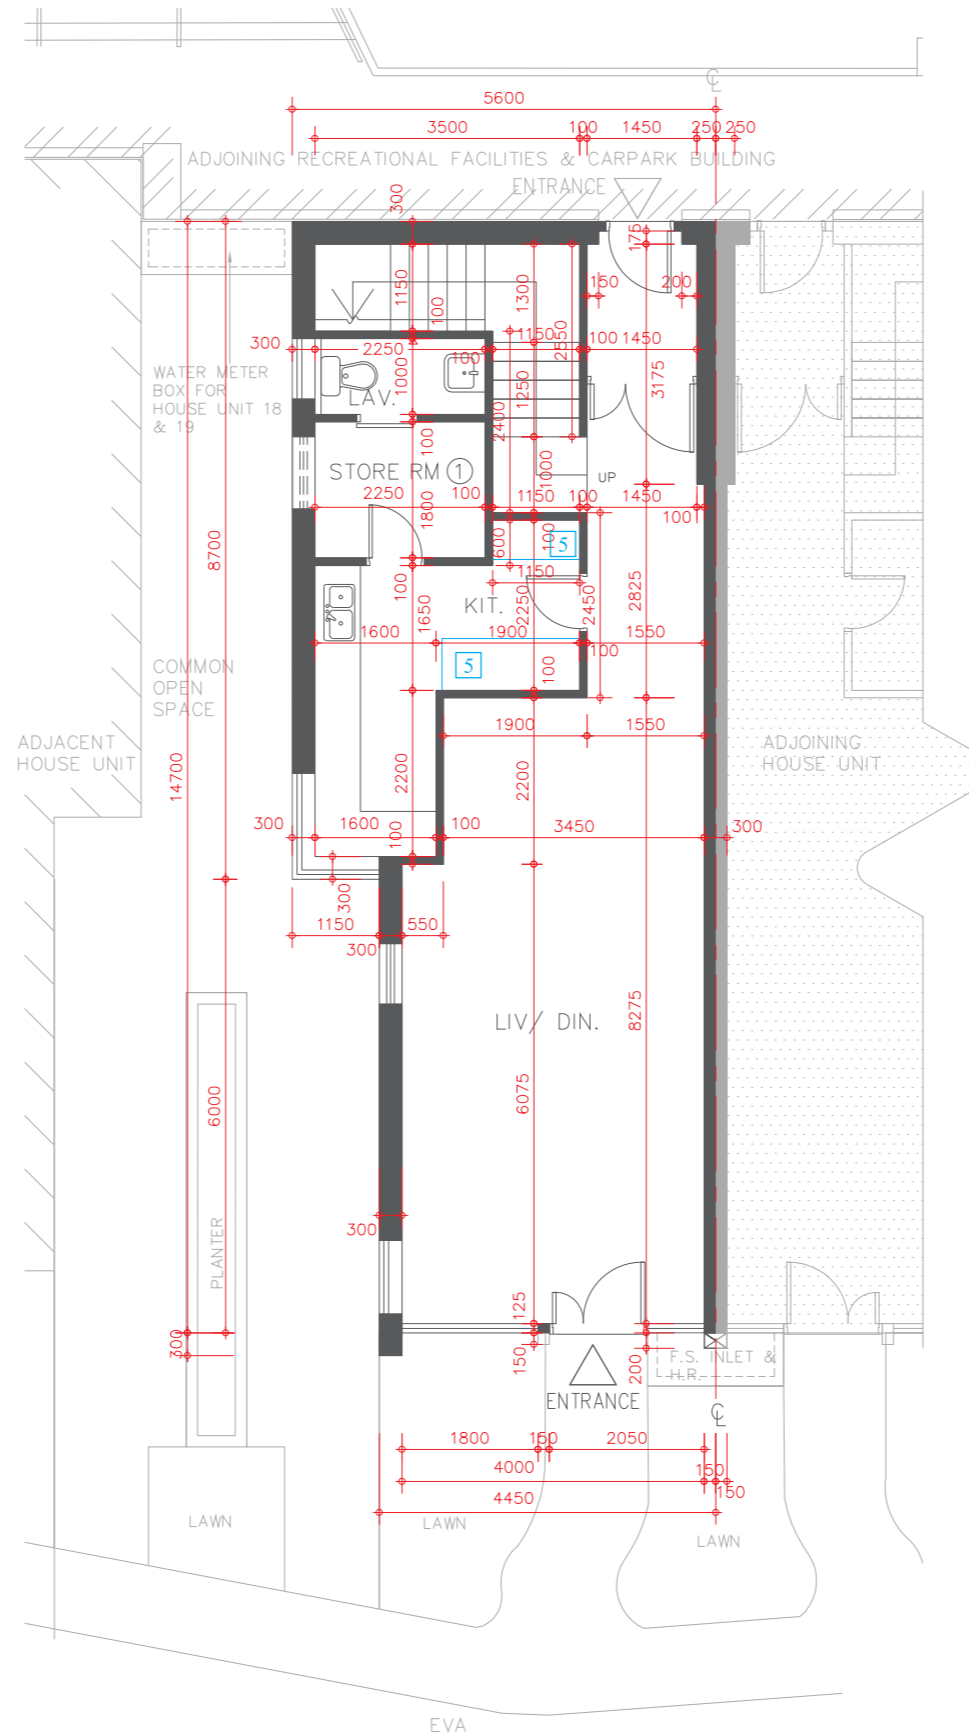 5600
3500
100
1450
250
250
ADJOINING RECREATIONAL FACILITIES & CARPARK BUILDING
ENTRANCE
300
175
1150
100
1300
2550
150
200
300
2250
100
1150
100
1450
WATER METER
BOX FOR
HOUSE UNIT 18
& 19
1000
LAV.
1250
2400
3175
100
STORE RM 1
1000
UP
2250
100
1150
100
1450
1800
100
8700
600
100
5
100
1150
KIT.
1650
2250
2450
2825
1600
1900
1550
100
5
100
COMMON
OPEN
SPACE
ADJACENT
HOUSE UNIT
14700
1900
1550
ADJOINING
HOUSE UNIT
2200
2200
300
1600
100
100
3450
300
300
1150
550
300
LIV/ DIN.
8275
6075
6000
PLANTER
300
125
300
150
200
F.S. INLET &
H.R.
ENTRANCE
CL
CL
1800
150
2050
4000
150
150
4450
LAWN
LAWN
LAWN
EVA